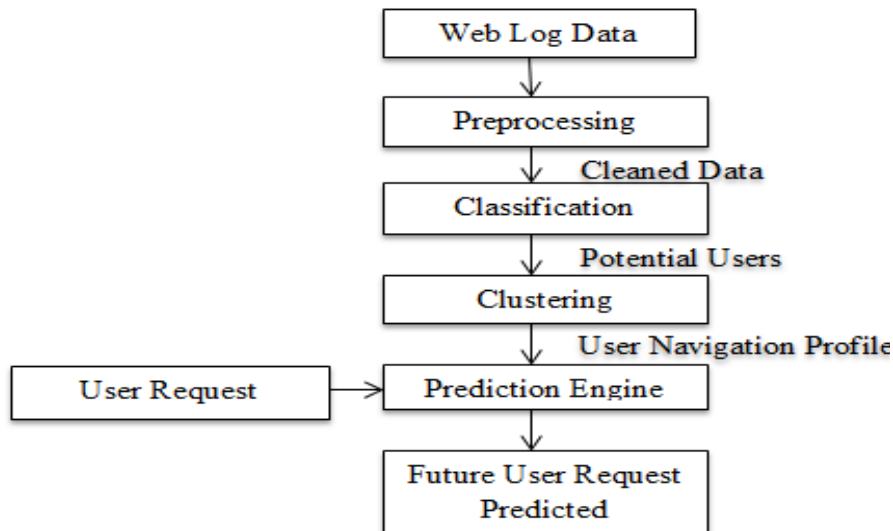 Web Log Data
Preprocessing
Cleaned Data
Classification
Potential Users
Clustering
User Navigation Profile
User Request
Prediction Engine
Future User Request
Predicted